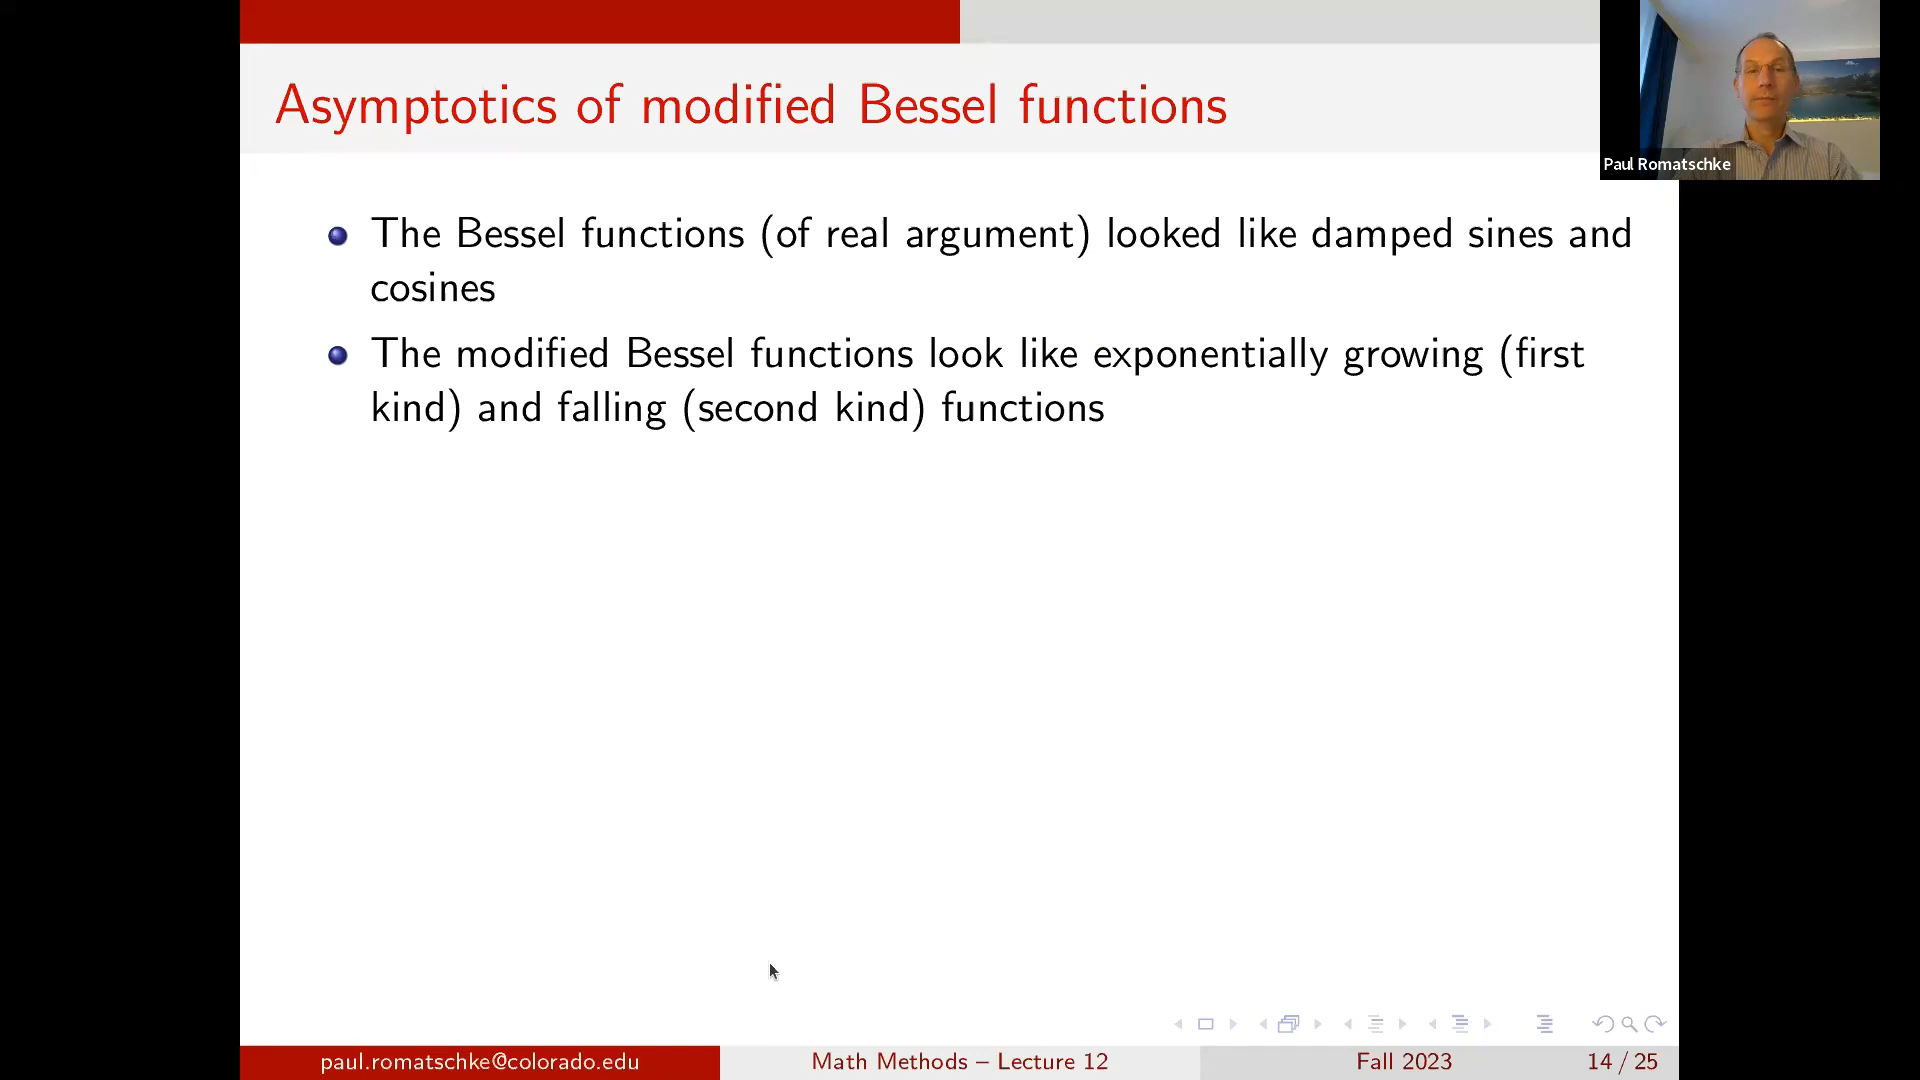 Asymptotics of modified Bessel functions
Paul Romatschke
The Bessel functions (of real argument) looked like damped sines and
cosines
The modified Bessel functions look like exponentially growing (first
kind) and falling (second kind) functions
paul.romatschke@colorado.edu
Math Methods – Lecture 12
Fall 2023
14 / 25